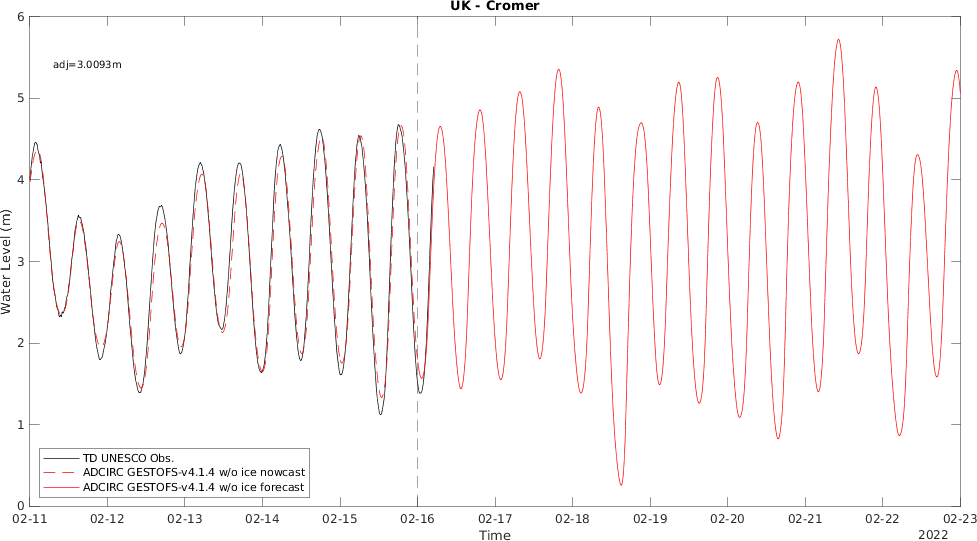 UK - Cromer
6
adj=3.0093m
5
4
3
2
1
0
Water Level (m)
TD UNESCO Obs.
ADCIRC GESTOFS-v4.1.4 w/o ice nowcast
ADCIRC GESTOFS-v4.1.4 w/o ice forecast
02-11 02-12 02-13 02-14 02-15 02-16 02-17 02-18 02-19 02-20 02-21 02-22 02-23
Time
2022